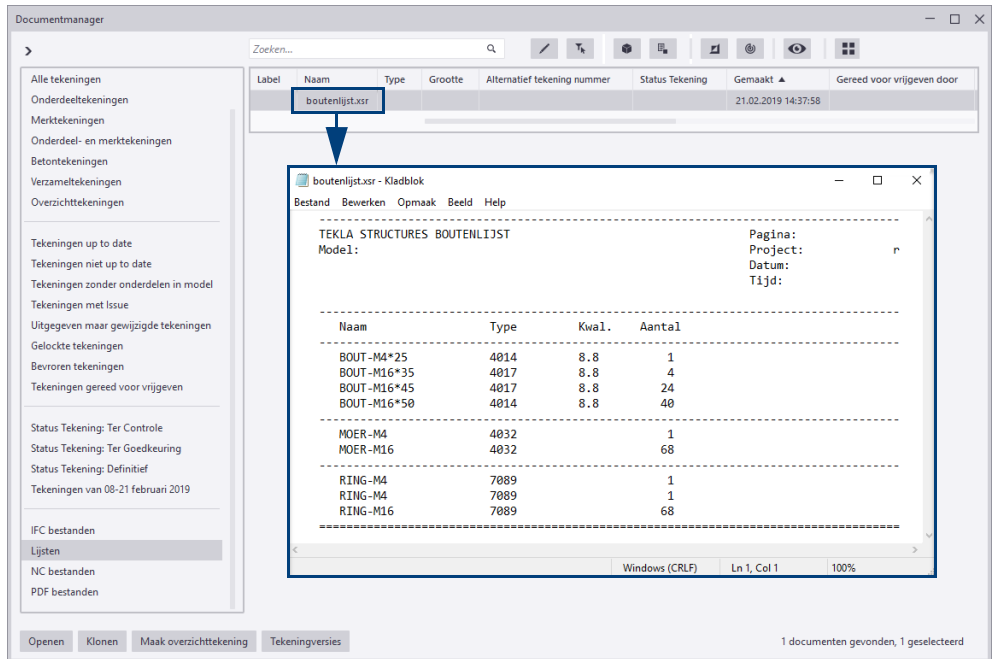 Documentmanager
Zoeken...
Alle tekeningen
Onderdeeltekeningen
Merktekeningen
Onderdeel- en merktekeningen
Betontekeningen
Verzameltekeningen
Overzichttekeningen
Tekeningen up to date
Tekeningen niet up to date
Tekeningen zonder onderdelen in model
Tekeningen met Issue
Uitgegeven maar gewijzigde tekeningen
Gelockte tekeningen
Bevroren tekeningen
Tekeningen gereed voor vrijgeven
Status Tekening: Ter Controle
Status Tekening: Ter Goedkeuring
Status Tekening: Definitief
Tekeningen van 08-21 februari 2019
IFC bestanden
Lijsten
NC bestanden
PDF bestanden
Label Naam Type Grootte Alternatief tekening nummer Status Tekening Gemaakt Gereed voor vrijgeven door
boutenlijst.xsr 21.02.2019 14:37:58
boutenlijst.xsr - Kladblok
Bestand Bewerken Opmaak Beeld Help
--------------------------------------------------------------------------------
TEKLA STRUCTURES BOUTENLIJST Pagina:
Model: Project: r
Datum:
Tijd:
--------------------------------------------------------------------------------
Naam Type Kwal. Aantal
--------------------------------------------------------------------------------
BOUT-M4*25 4014 8.8 1
BOUT-M16*35 4017 8.8 4
BOUT-M16*45 4017 8.8 24
BOUT-M16*50 4014 8.8 40
--------------------------------------------------------------------------------
MOER-M4 4032 1
MOER-M16 4032 68
--------------------------------------------------------------------------------
RING-M4 7089 1
RING-M4 7089 1
RING-M16 7089 68
================================================================================
Windows (CRLF) Ln 1, Col 1 100%
Openen Klonen Maak overzichttekening Tekeningversies 1 documenten gevonden, 1 geselecteerd